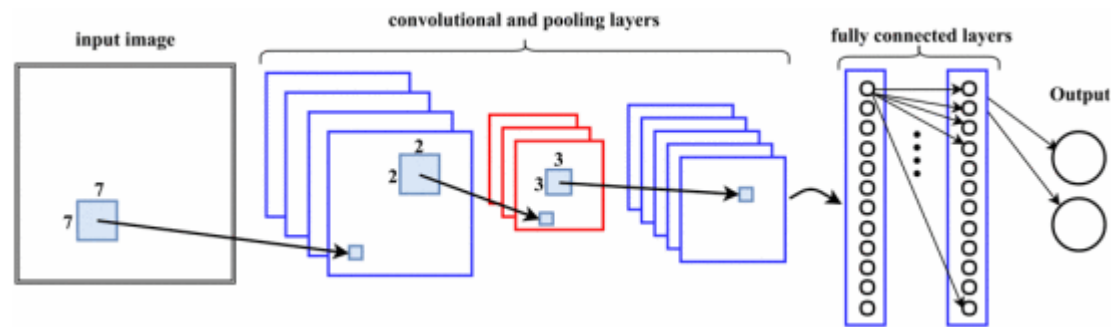 convolutional and pooling layers
input image
fully connected layers
Output
2
2
3
3
7
7